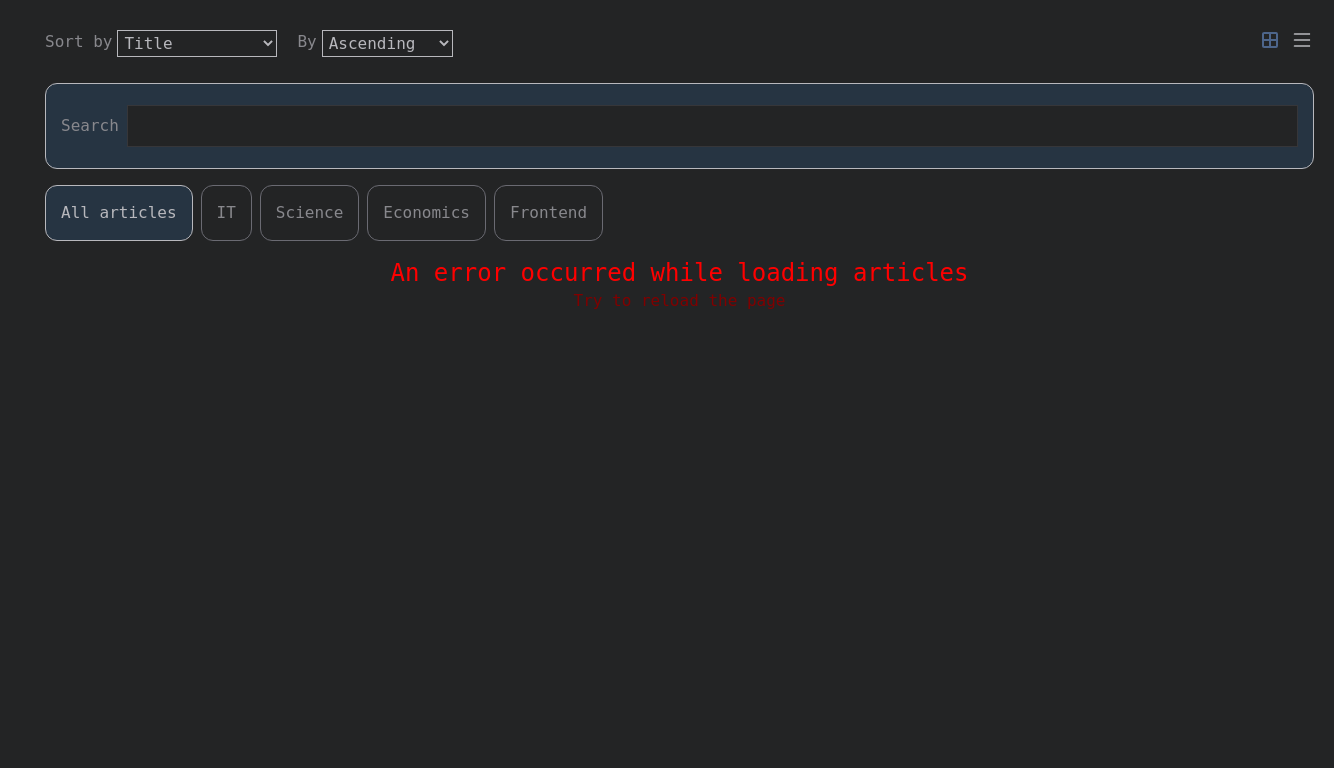 Sort by Title By Ascending
Search
All articles IT Science Economics Frontend
An error occurred while loading articles
Try to reload the page